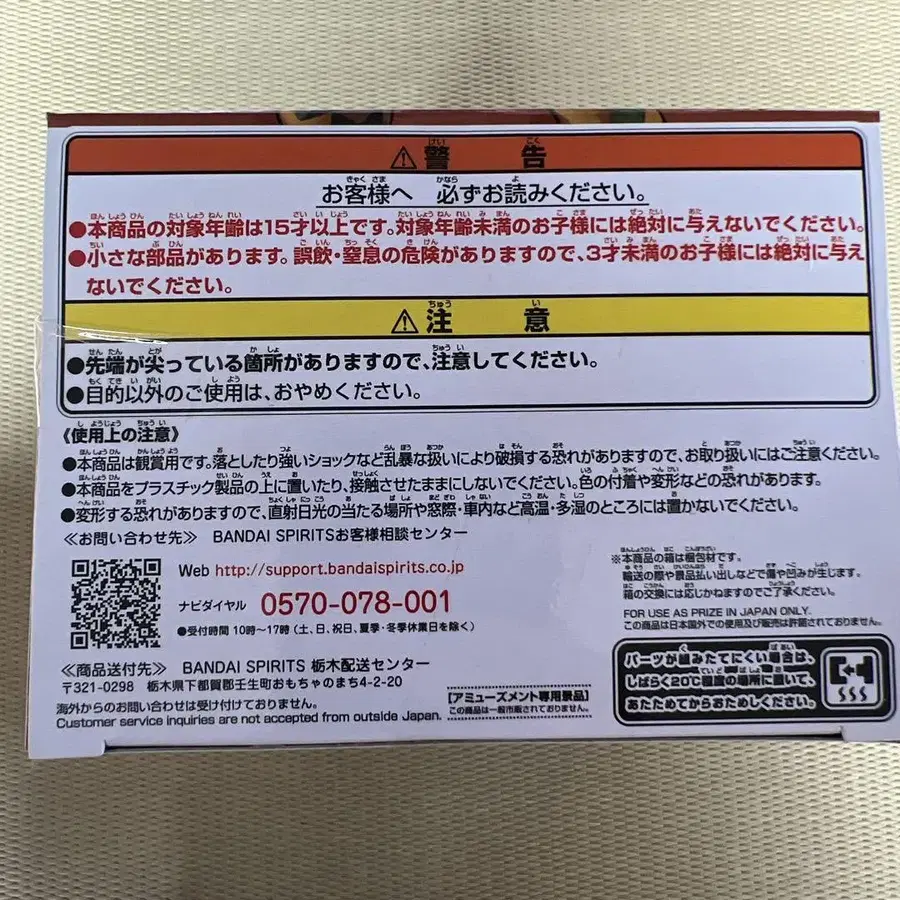 ⚠警告
お客様へ 必ずお読みください。
●本商品の対象年齢は15才以上です。対象年齢未満のお子様には絶対に与えないでください。
●小さな部品があります。誤飲・窒息の危険がありますので、3才未満のお子様には絶対に与え
ないでください。
⚠注意
●先端が尖っている箇所がありますので、注意してください。
●目的以外のご使用は、おやめください。
《使用上の注意》
●本商品は観賞用です。落としたり強いショックなど乱暴な扱いにより破損する恐れがありますので、お取り扱いにはご注意ください。
●本商品をプラスチック製品の上に置いたり、接触させたままにしないでください。色の付着や変形などの恐れがあります。
●変形する恐れがありますので、直射日光の当たる場所や窓際・車内など高温・多湿のところには置かないでください。
≪お問い合わせ先≫ BANDAI SPIRITSお客様相談センター
Web http://support.bandaispirits.co.jp
ナビダイヤル 0570-078-001
●受付時間 10時〜17時(土、日、祝日、夏季・冬季休業日を除く)
≪商品送付先≫ BANDAI SPIRITS 栃木配送センター
〒321-0298 栃木県下都賀郡壬生町おもちゃのまち4-2-20
海外からのお問い合わせは受け付けておりません。
Customer service inquiries are not accepted from outside Japan.
【アミューズメント専用景品】
この商品は一般市販されておりません。
※本商品の箱は梱包材です。
輸送の際や景品払い出しなどで傷や凹みが生じます。
箱の交換には応じかねますのでご了承ください。
FOR USE AS PRIZE IN JAPAN ONLY.
この商品は日本国外での使用及び販売は許諾されておりません。
パーツが組みたてにくい場合は、
しばらく20℃程度の場所に置いて、
あたためてからおためしください。